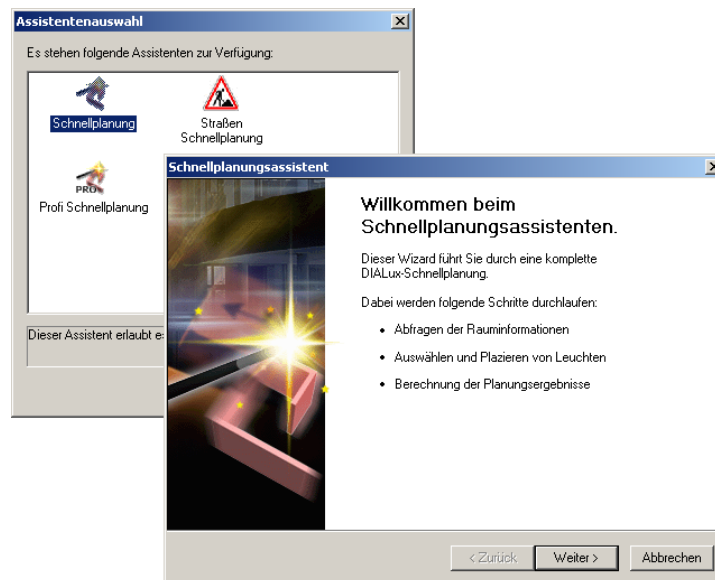 Assistentenauswahl
Es stehen folgende Assistenten zur Verfügung:
Schnellplanung
Straßen
Schnellplanung
PRO
Profi Schnellplanung
Dieser Assistent erlaubt
Schnellplanungsassistent
Willkommen beim
Schnellplanungsassistenten.
Dieser Wizard führt Sie durch eine komplette
DIALux-Schnellplanung.
Dabei werden folgende Schritte durchlaufen:
• Abfragen der Rauminformationen
• Auswählen und Plazieren von Leuchten
• Berechnung der Planungsergebnisse
< Zurück
Weiter >
Abbrechen